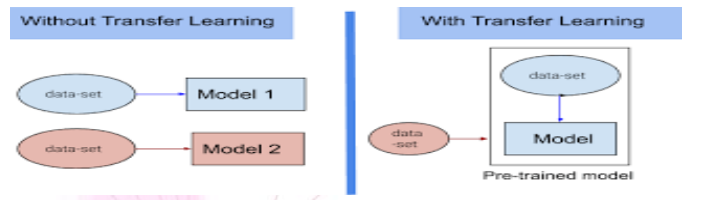 Without Transfer Learning
data-set
Model 1
data-set
Model 2
With Transfer Learning
data-set
data
-set
Model
Pre-trained model